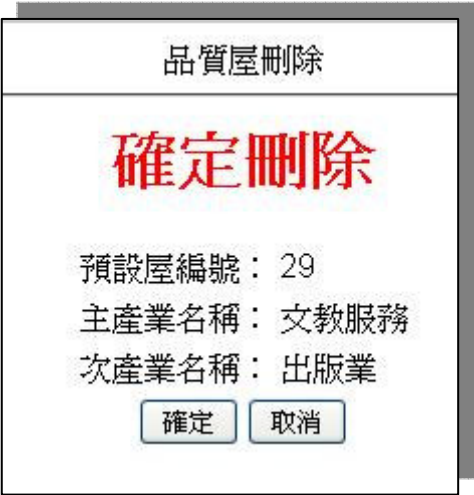 品質屋刪除
確定刪除
預設屋編號： 29
主產業名稱： 文教服務
次產業名稱： 出版業
確定 取消